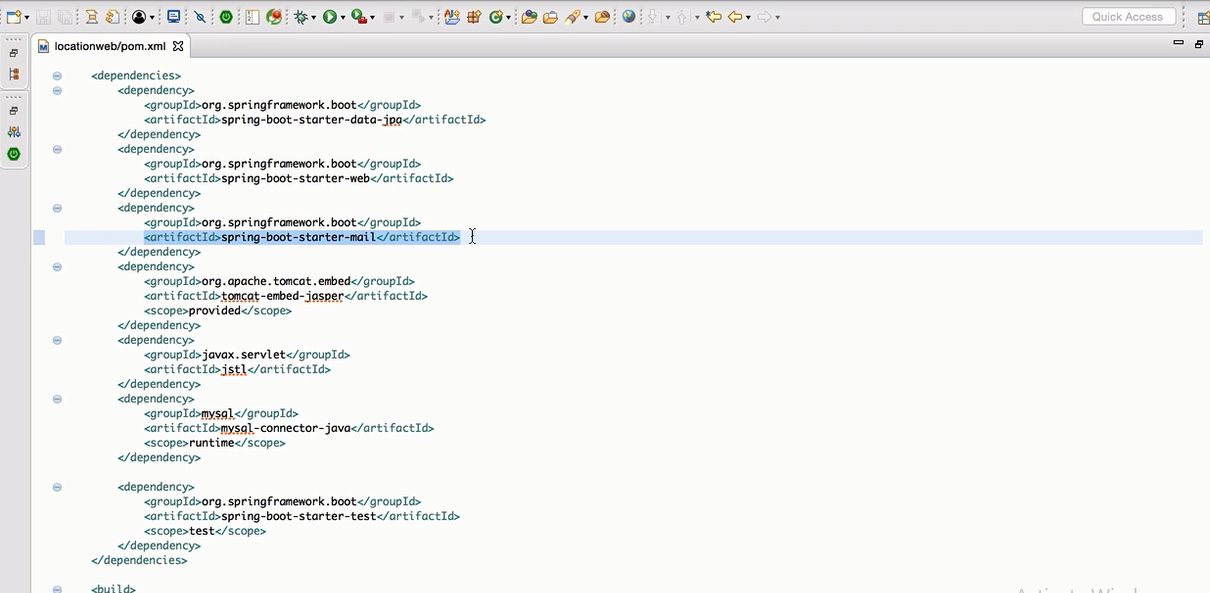 Quick Access
locationweb/pom.xml
<dependencies>
<dependency>
<groupId>org.springframework.boot</groupId>
<artifactId>spring-boot-starter-data-jpa</artifactId>
</dependency>
<dependency>
<groupId>org.springframework.boot</groupId>
<artifactId>spring-boot-starter-web</artifactId>
</dependency>
<dependency>
<groupId>org.springframework.boot</groupId>
<artifactId>spring-boot-starter-mail</artifactId>
</dependency>
<dependency>
<groupId>org.apache.tomcat.embed</groupId>
<artifactId>tomcat-embed-jasper</artifactId>
<scope>provided</scope>
</dependency>
<dependency>
<groupId>javax.servlet</groupId>
<artifactId>jstl</artifactId>
</dependency>
<dependency>
<groupId>mysql</groupId>
<artifactId>mysql-connector-java</artifactId>
<scope>runtime</scope>
</dependency>
<dependency>
<groupId>org.springframework.boot</groupId>
<artifactId>spring-boot-starter-test</artifactId>
<scope>test</scope>
</dependency>
</dependencies>
<build>